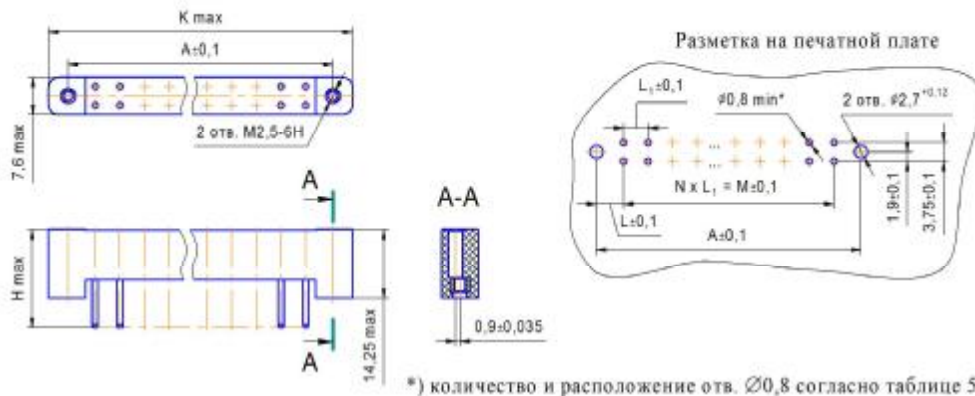 K max
A±0,1
7,6 max
2 отв. М2,5-6Н
Разметка на печатной плате
L₁±0,1
⌀0,8 min*
2 отв. ⌀2,7⁺⁰·¹²
...
...
N x L₁ = M±0,1
L±0,1
A±0,1
1,9±0,1
3,75±0,1
А
А-А
H max
14,25 max
0,9±0,035
А
*) количество и расположение отв. ∅0,8 согласно таблице 5